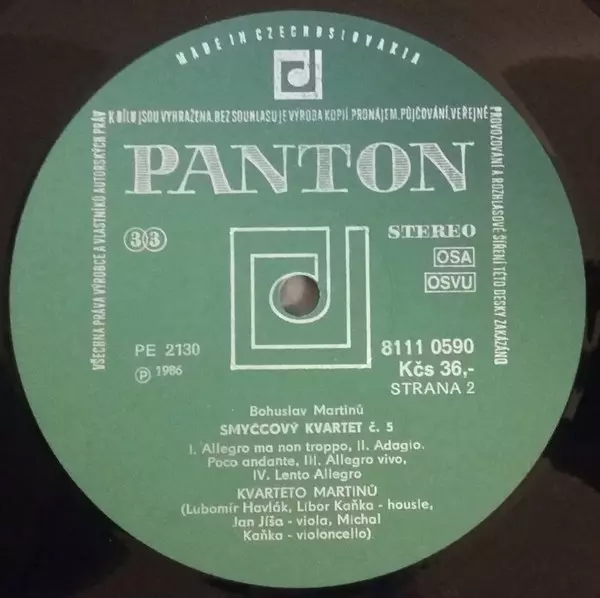 MADE IN CZECHOSLOVAKIA
VŠECHNA PRÁVA VÝROBCE A VLASTNÍKŮ AUTORSKÝCH PRÁV
K DÍLU JSOU VYHRAŽENA. BEZ SOUHLASU JE VÝROBA KOPIÍ, PRONÁJEM, PŮJČOVÁNÍ, VEŘEJNÉ
PROVOZOVÁNÍ A ROZHLASOVÉ ŠÍŘENÍ TÉTO DESKY ZAKÁZÁNO
PANTON
33
STEREO
OSA
OSVU
PE 2130
Ⓟ 1986
8111 0590
Kčs 36,-
STRANA 2
Bohuslav Martinů
SMYČCOVÝ KVARTET č. 5
I. Allegro ma non troppo, II. Adagio.
Poco andante, III. Allegro vivo,
IV. Lento Allegro
KVARTETO MARTINŮ
(Lubomír Havlák, Libor Kaňka - housle,
Jan Jíša - viola, Michal
Kaňka - violoncello)